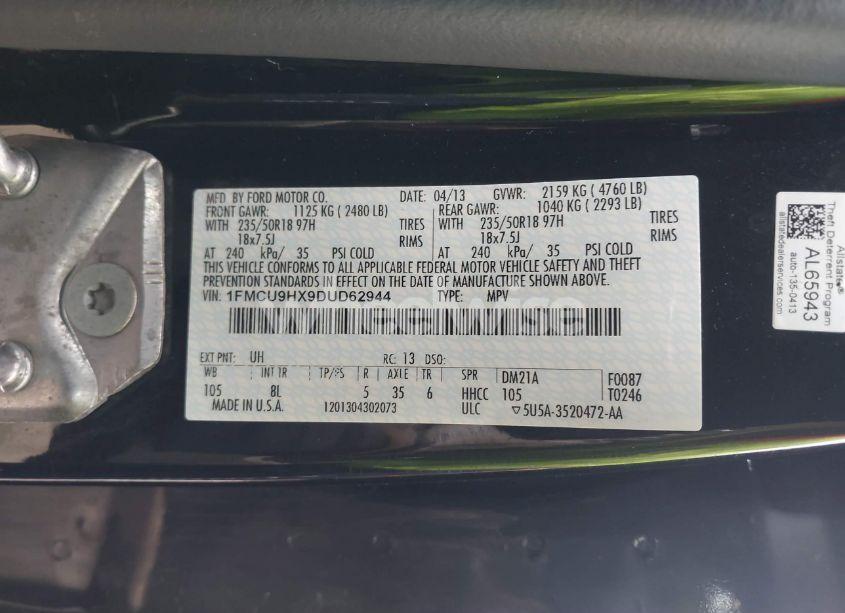 MFD BY FORD MOTOR CO. DATE: 04/13 GVWR: 2159 KG ( 4760 LB)
FRONT GAWR: 1125 KG ( 2480 LB) REAR GAWR: 1040 KG ( 2293 LB)
WITH 235/50R18 97H TIRES WITH 235/50R18 97H TIRES
18x7.5J RIMS 18x7.5J RIMS
AT 240 kPa/ 35 PSI COLD AT 240 kPa/ 35 PSI COLD
THIS VEHICLE CONFORMS TO ALL APPLICABLE FEDERAL MOTOR VEHICLE SAFETY AND THEFT
PREVENTION STANDARDS IN EFFECT ON THE DATE OF MANUFACTURE SHOWN ABOVE.
VIN: 1FMCU9HX9DUD62944 TYPE: MPV
EXT PNT: UH RC: 13 DSO:
WB INT TR TP/PS R AXLE TR SPR DM21A F0087
105 8L 5 35 6 HHCC 105 T0246
MADE IN U.S.A. 1201304302073 ULC ▽5U5A-3520472-AA
Allstate®
Theft Deterrent Program
AL65943
auto-135-0413
allstatedealerservices.com